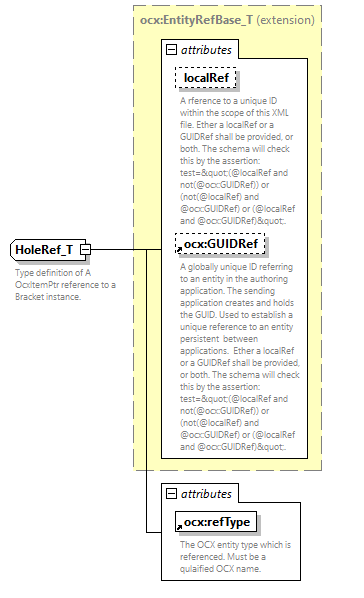 ocx:EntityRefBase_T (extension)
attributes
localRef
A rference to a unique ID
within the scope of this XML
file. Ether a localRef or a
GUIDRef shall be provided, or
both. The schema will check
this by the assertion:
test=&quot;(@localRef and
not(@ocx:GUIDRef)) or
(not(@localRef) and
@ocx:GUIDRef) or (@localRef
and @ocx:GUIDRef)&quot;.
ocx:GUIDRef
A globally unique ID referring
to an entity in the authoring
application. The sending
application creates and holds
the GUID. Used to establish a
unique reference to an entity
persistent between
applications. Ether a localRef
or a GUIDRef shall be provided,
or both. The schema will check
this by the assertion:
test=&quot;(@localRef and
not(@ocx:GUIDRef)) or
(not(@localRef) and
@ocx:GUIDRef) or (@localRef
and @ocx:GUIDRef)&quot;.
HoleRef_T
Type definition of A
OcxItemPtr reference to a
Bracket instance.
attributes
ocx:refType
The OCX entity type which is
referenced. Must be a
qulaified OCX name.